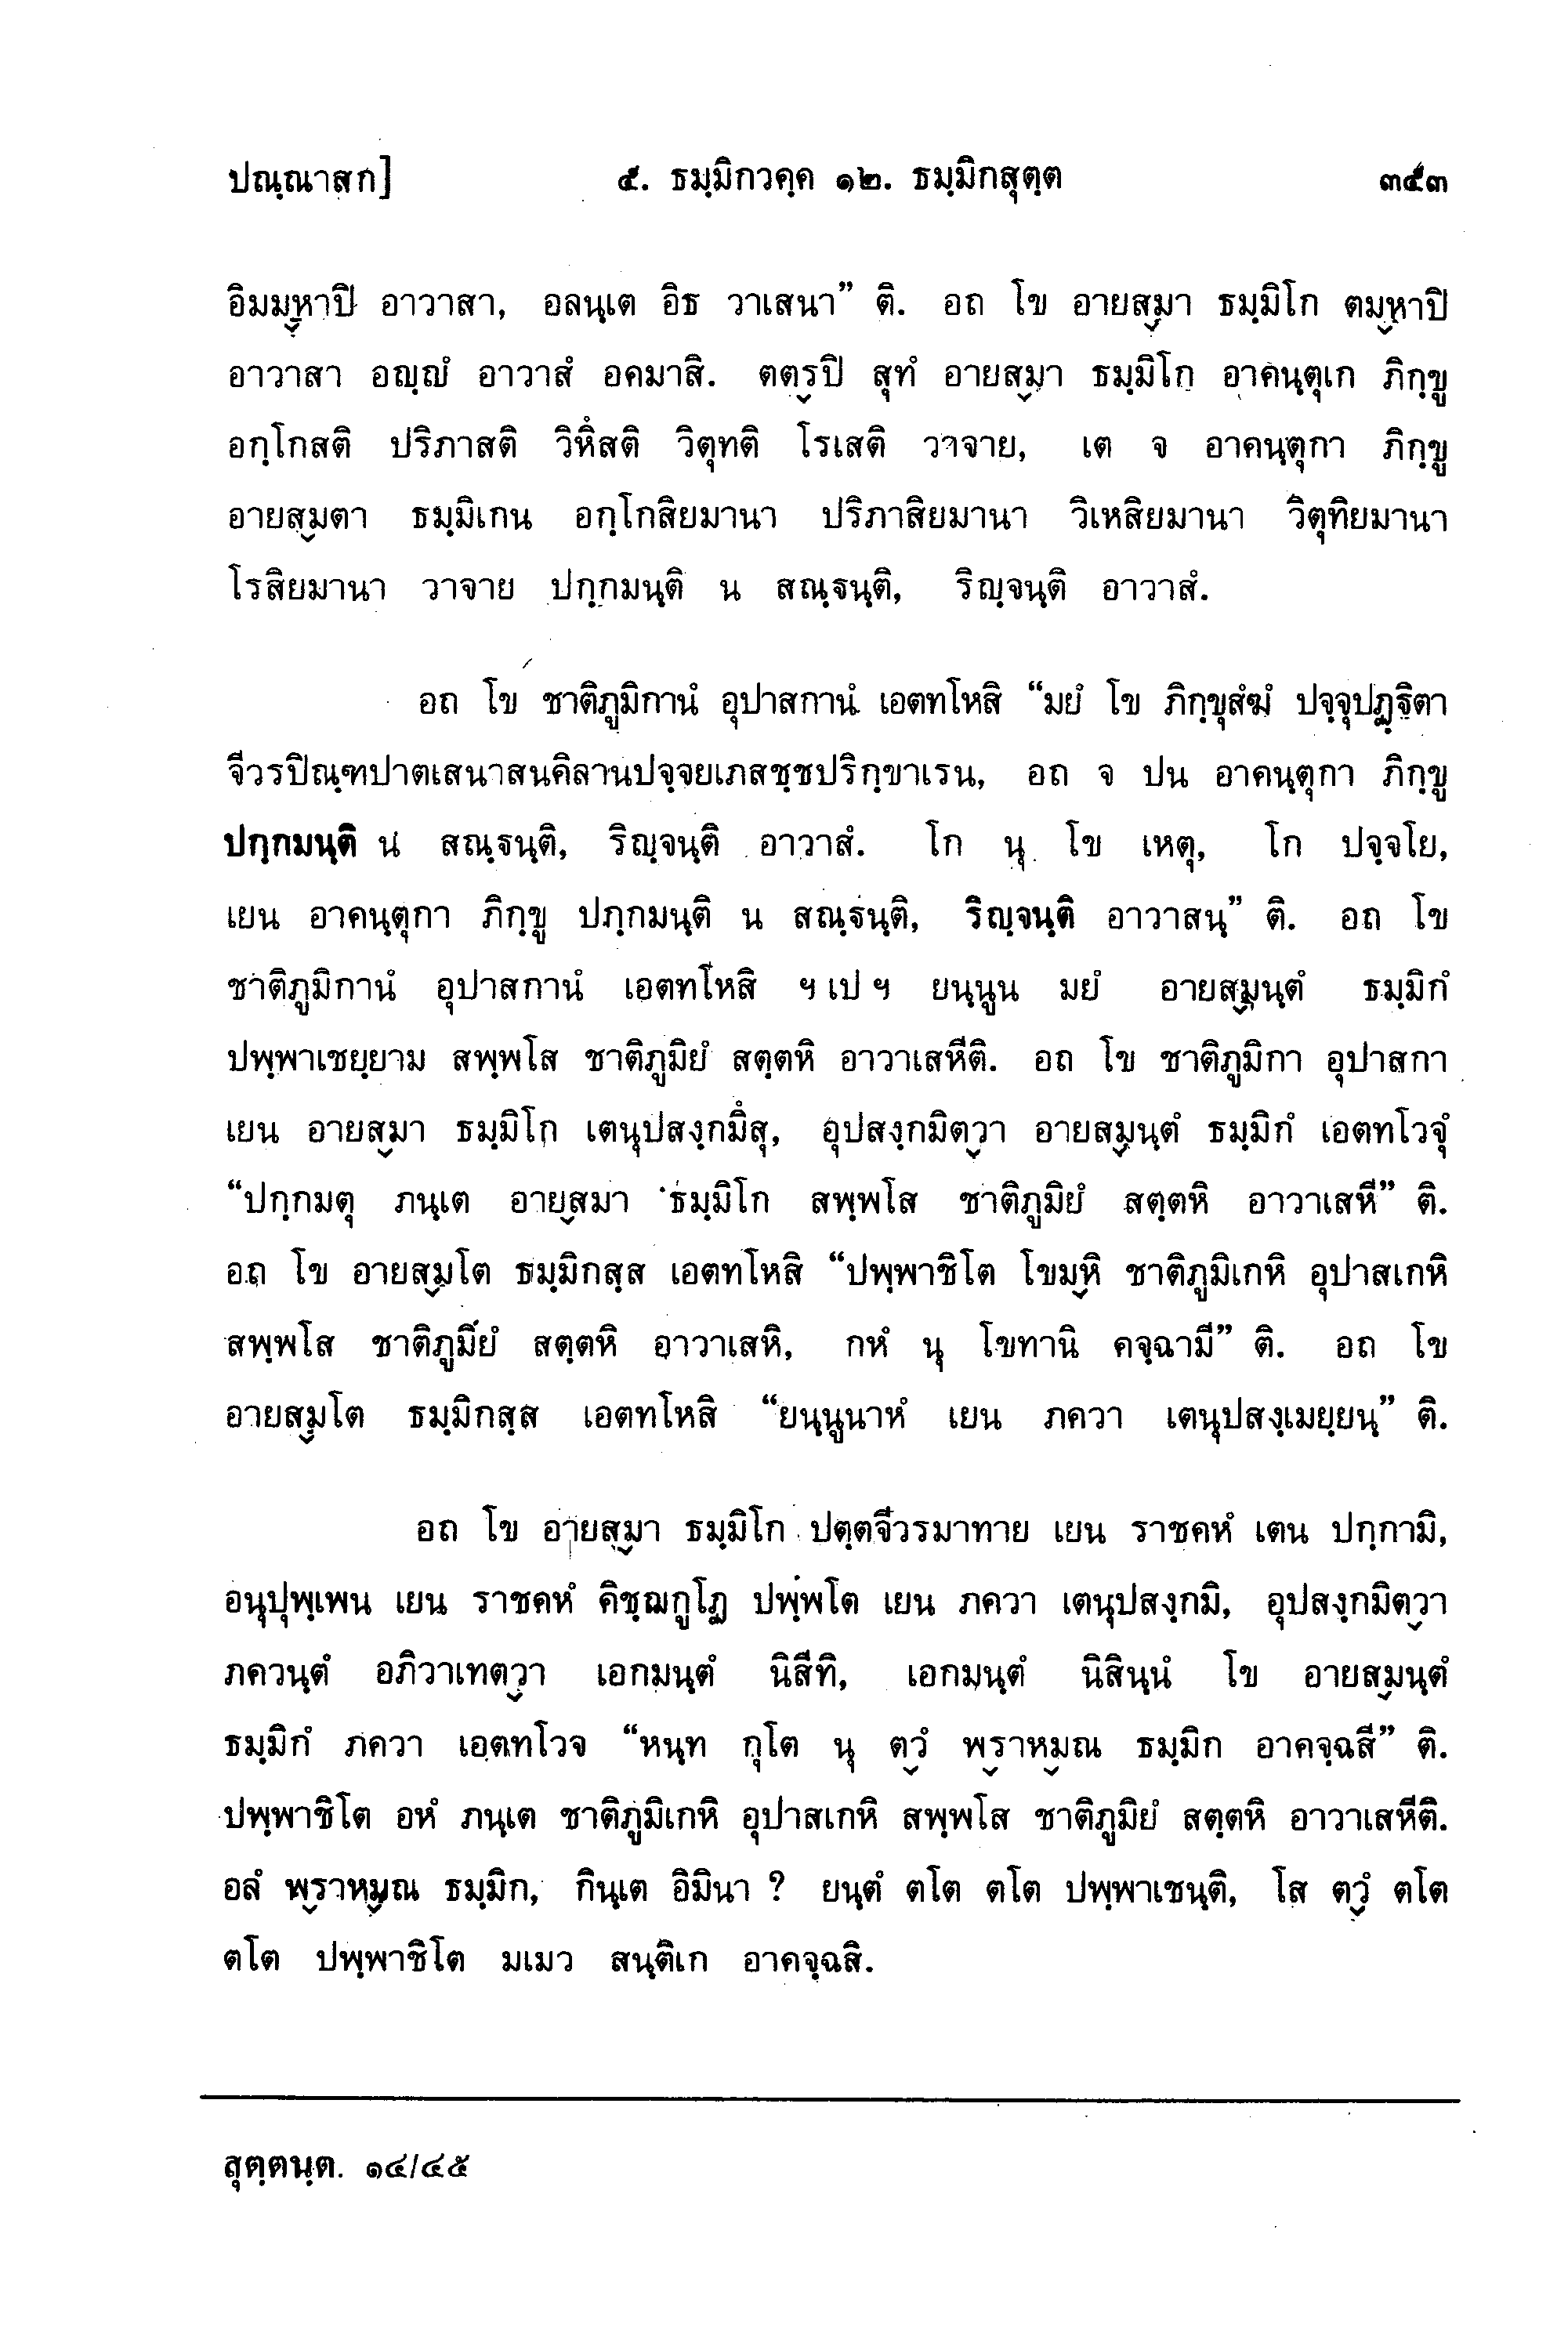 ปณฺณาสก]	๕. ธมฺมิกวคฺค ๑๒. ธมฺมิกสุตฺต	๓๕๓
อิมมฺหาปิ อาวาสา, อลนฺเต อิธ วาเสนา” ติ. อถ โข อายสฺมา ธมฺมิโก ตมฺหาปิ
อาวาสา อญฺญํ อาวาสํ อคมาสิ. ตตฺรปิ สุทํ อายสฺมา ธมฺมิโก อาคนฺตุเก ภิกฺขู
อกฺโกสติ ปริภาสติ วิหึสติ วิตุทติ โรเสติ วาจาย, เต จ อาคนฺตุกา ภิกฺขู
อายสฺมตา ธมฺมิเกน อกฺโกสิยมานา ปริภาสิยมานา วิเหสิยมานา วิตุทิยมานา
โรสิยมานา วาจาย ปกฺกมนฺติ น สณฺฐนฺติ, ริญฺจนฺติ อาวาสํ.
อถ โข ชาติภูมิกานํ อุปาสกานํ เอตทโหสิ “มยํ โข ภิกฺขุสํฆํ ปจฺจุปฏฺฐิตา
จีวรปิณฺฑปาตเสนาสนคิลานปจฺจยเภสชฺชปริกฺขาเรน, อถ จ ปน อาคนฺตุกา ภิกฺขู
ปกฺกมนฺติ น สณฺฐนฺติ, ริญฺจนฺติ อาวาสํ. โก นุ โข เหตุ, โก ปจฺจโย,
เยน อาคนฺตุกา ภิกฺขู ปกฺกมนฺติ น สณฺฐนฺติ, ริญฺจนฺติ อาวาสนฺ” ติ. อถ โข
ชาติภูมิกานํ อุปาสกานํ เอตทโหสิ ฯ เป ฯ ยนฺนูน มยํ อายสฺมนฺตํ ธมฺมิกํ
ปพฺพาเชยฺยาม สพฺพโส ชาติภูมิยํ สตฺตหิ อาวาเสหีติ. อถ โข ชาติภูมิกา อุปาสกา
เยน อายสฺมา ธมฺมิโก เตนุปสงฺกมึสุ, อุปสงฺกมิตฺวา อายสฺมนฺตํ ธมฺมิกํ เอตทโวจุํ
“ปกฺกมตุ ภนฺเต อายสฺมา ธมฺมิโก สพฺพโส ชาติภูมิยํ สตฺตหิ อาวาเสหี” ติ.
อถ โข อายสฺมโต ธมฺมิกสฺส เอตทโหสิ “ปพฺพาชิโต โขมฺหิ ชาติภูมิเกหิ อุปาสเกหิ
สพฺพโส ชาติภูมิยํ สตฺตหิ อาวาเสหิ, กหํ นุ โขทานิ คจฺฉามี” ติ. อถ โข
อายสฺมโต ธมฺมิกสฺส เอตทโหสิ “ยนฺนูนาหํ เยน ภควา เตนุปสงฺเมยฺยนฺ” ติ.
อถ โข อายสฺมา ธมฺมิโก ปตฺตจีวรมาทาย เยน ราชคหํ เตน ปกฺกามิ,
อนุปุพฺเพน เยน ราชคหํ คิชฺฌกูโฏ ปพฺพโต เยน ภควา เตนุปสงฺกมิ, อุปสงฺกมิตฺวา
ภควนฺตํ อภิวาเทตฺวา เอกมนฺตํ นิสีทิ, เอกมนฺตํ นิสินฺนํ โข อายสฺมนฺตํ
ธมฺมิกํ ภควา เอตทโวจ “หนฺท กุโต นุ ตฺวํ พฺราหฺมณ ธมฺมิก อาคจฺฉสี” ติ.
ปพฺพาชิโต อหํ ภนฺเต ชาติภูมิเกหิ อุปาสเกหิ สพฺพโส ชาติภูมิยํ สตฺตหิ อาวาเสหีติ.
อลํ พฺราหฺมณ ธมฺมิก, กินฺเต อิมินา ? ยนฺตํ ตโต ตโต ปพฺพาเชนฺติ, โส ตฺวํ ตโต
ตโต ปพฺพาชิโต มเมว สนฺติเก อาคจฺฉสิ.
สุตฺตนฺต. ๑๔/๔๕